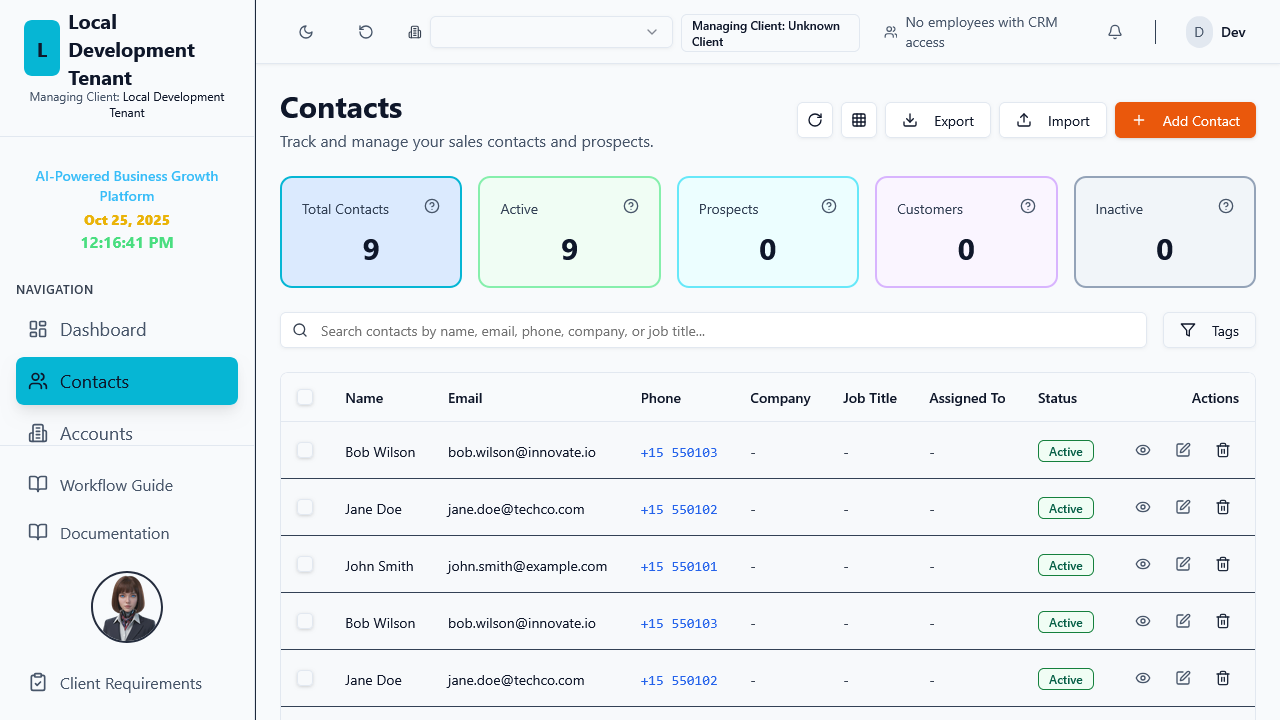 L
Local
Development
Tenant
Managing Client: Local Development
Tenant
AI-Powered Business Growth
Platform
Oct 25, 2025
12:16:41 PM
NAVIGATION
Dashboard
Contacts
Accounts
Workflow Guide
Documentation
Client Requirements
Managing Client: Unknown
Client
No employees with CRM
access
D
Dev
Contacts
Track and manage your sales contacts and prospects.
Export
Import
Add Contact
Total Contacts
9
Active
9
Prospects
0
Customers
0
Inactive
0
Search contacts by name, email, phone, company, or job title...
Tags
Name Email Phone Company Job Title Assigned To Status Actions
Bob Wilson bob.wilson@innovate.io +15 550103 - - - Active
Jane Doe jane.doe@techco.com +15 550102 - - - Active
John Smith john.smith@example.com +15 550101 - - - Active
Bob Wilson bob.wilson@innovate.io +15 550103 - - - Active
Jane Doe jane.doe@techco.com +15 550102 - - - Active